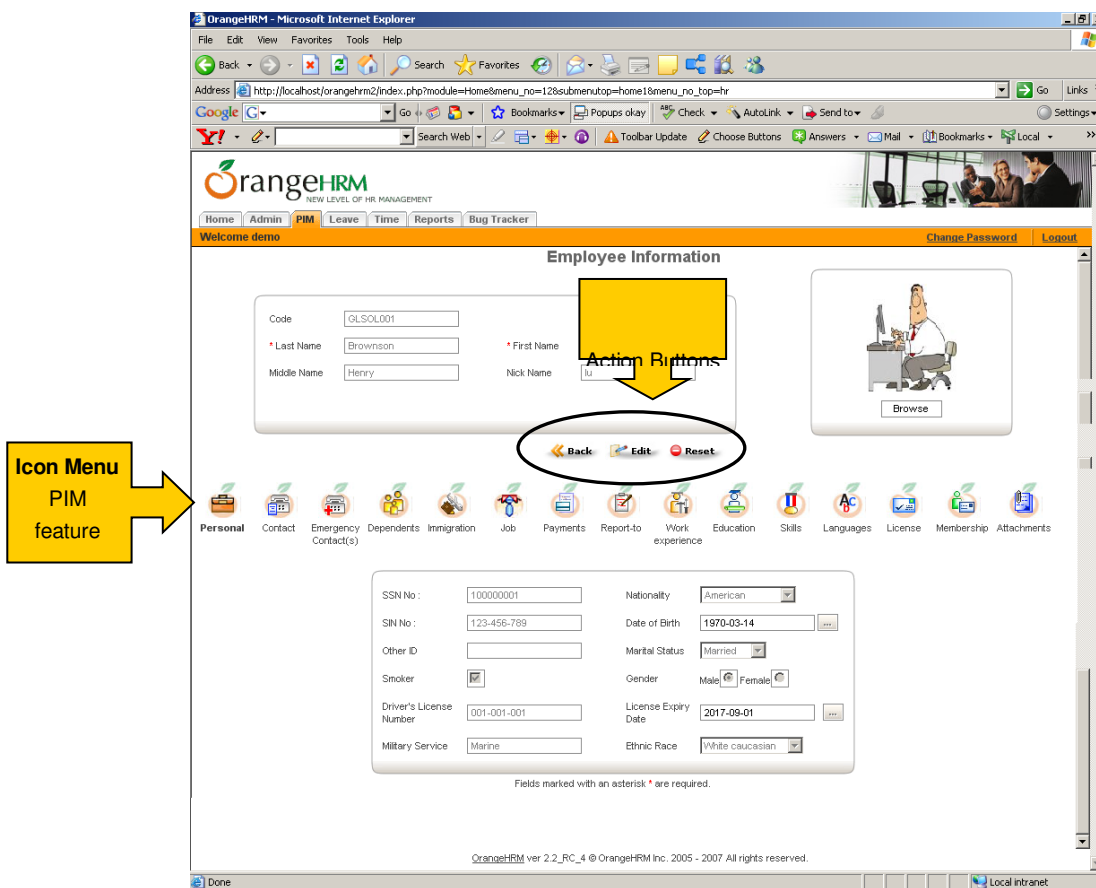 OrangeHRM - Microsoft Internet Explorer
File Edit View Favorites Tools Help
Back Search Favorites
Address http://localhost/orangehrm2/index.php?module=Home&menu_no=12&submenutop=home1&menu_no_top=hr Go Links
Google G Go Bookmarks Popups okay Check AutoLink Send to Settings
Y! Search Web Toolbar Update Choose Buttons Answers Mail Bookmarks Local
OrangeHRM
NEW LEVEL OF HR MANAGEMENT
Home Admin PIM Leave Time Reports Bug Tracker
Welcome demo Change Password Logout
Employee Information
Code GLSOL001
* Last Name Brownson * First Name
Action Buttons
Middle Name Henry Nick Name lu
Browse
Back Edit Reset
Icon Menu
PIM
feature
Personal Contact Emergency Contact(s) Dependents Immigration Job Payments Report-to Work experience Education Skills Languages License Membership Attachments
SSN No : 100000001 Nationality American
SIN No : 123-456-789 Date of Birth 1970-03-14 ...
Other ID Marital Status Married
Smoker Gender Male Female
Driver's License Number 001-001-001 License Expiry Date 2017-09-01 ...
Military Service Marine Ethnic Race White caucasian
Fields marked with an asterisk * are required.
OrangeHRM ver 2.2_RC_4 © OrangeHRM Inc. 2005 - 2007 All rights reserved.
Done Local intranet